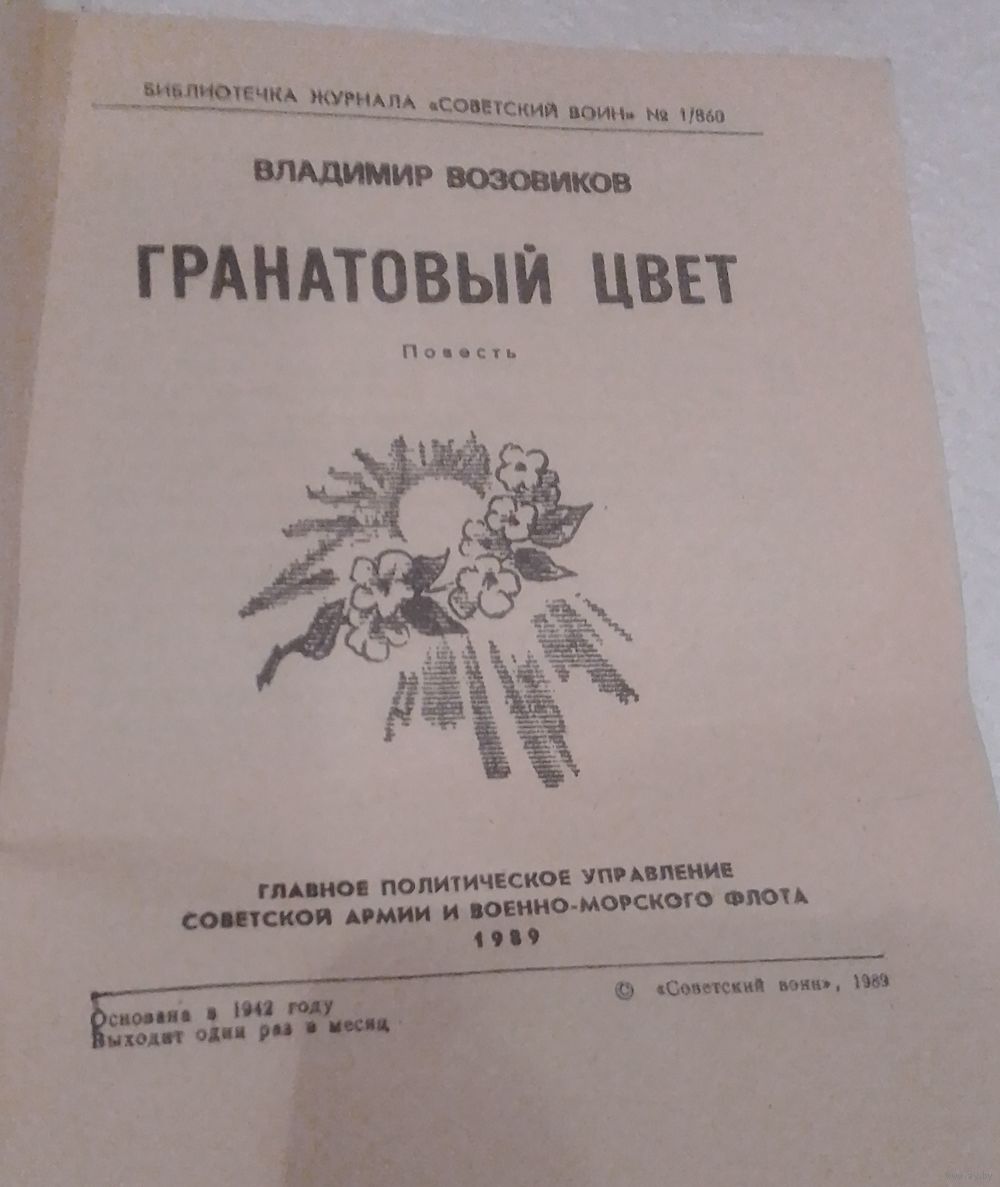 БИБЛИОТЕЧКА ЖУРНАЛА «СОВЕТСКИЙ ВОИН» № 1/860
ВЛАДИМИР ВОЗОВИКОВ
ГРАНАТОВЫЙ ЦВЕТ
Повесть
ГЛАВНОЕ ПОЛИТИЧЕСКОЕ УПРАВЛЕНИЕ
СОВЕТСКОЙ АРМИИ И ВОЕННО-МОРСКОГО ФЛОТА
1989
Основана в 1942 году
Выходит один раз в месяц
© «Советский воин», 1989